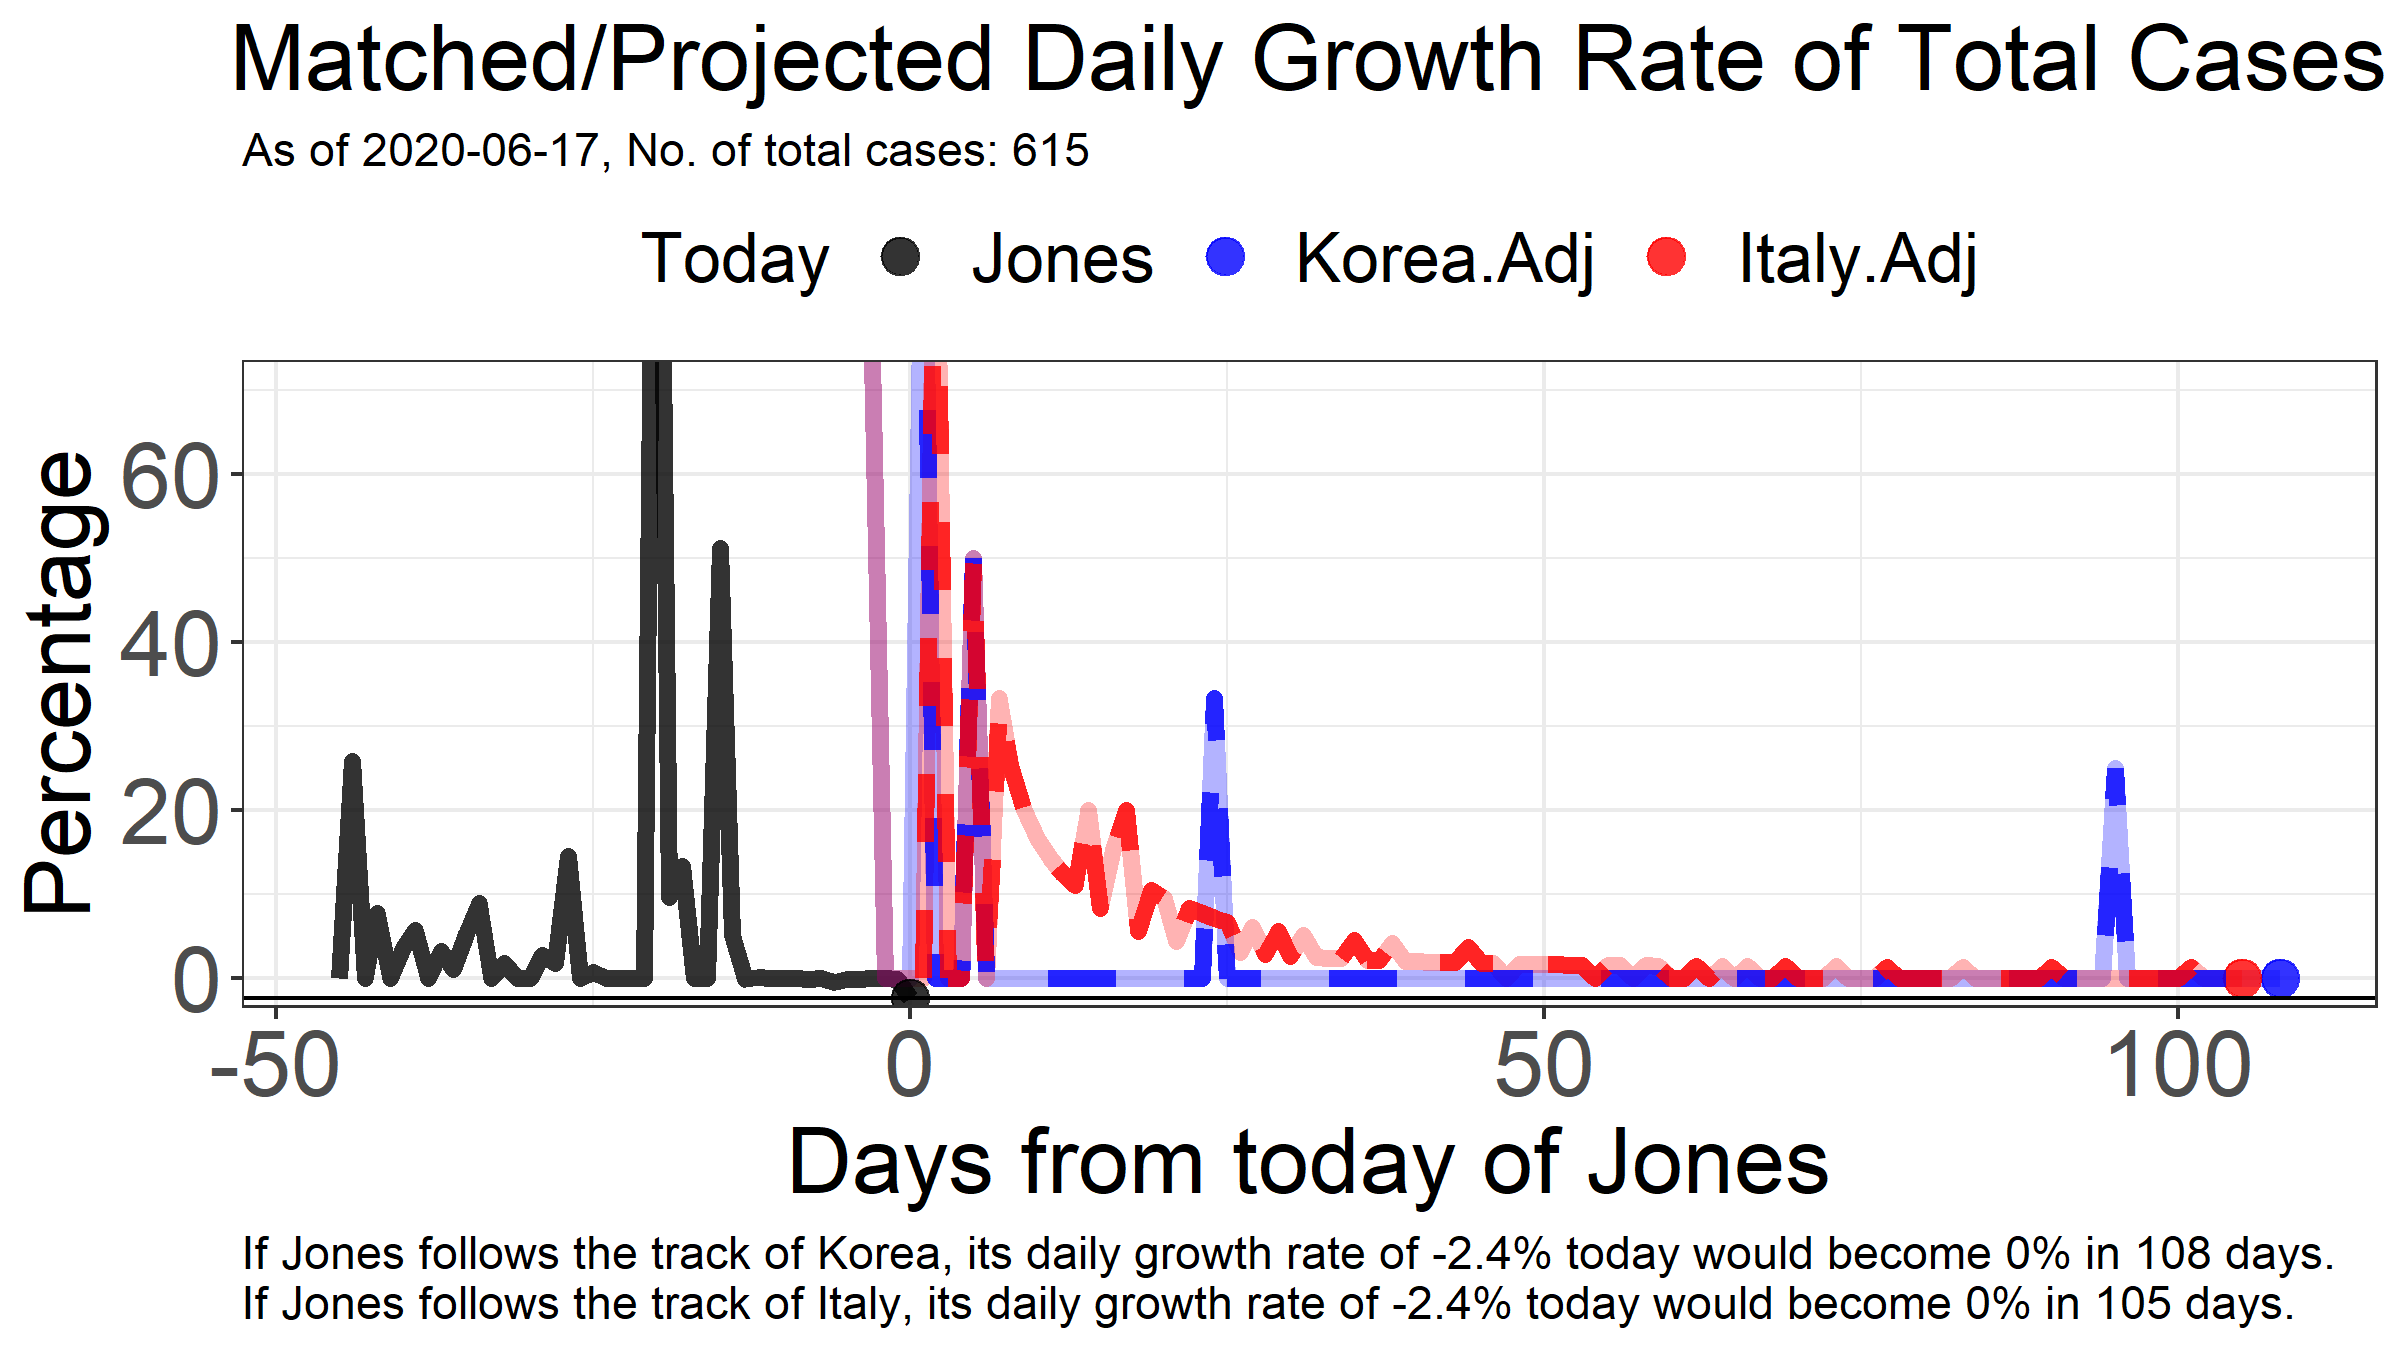 Matched/Projected Daily Growth Rate of Total Cases
As of 2020-06-17, No. of total cases: 615
Today Jones Korea.Adj Italy.Adj
Percentage
60
40
20
0
-50 0 50 100
Days from today of Jones
If Jones follows the track of Korea, its daily growth rate of -2.4% today would become 0% in 108 days.
If Jones follows the track of Italy, its daily growth rate of -2.4% today would become 0% in 105 days.